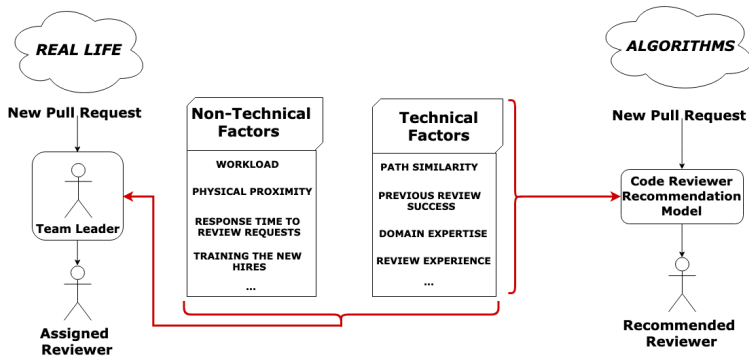 REAL LIFE
New Pull Request
Team Leader
Assigned
Reviewer
Non-Technical
Factors
WORKLOAD
PHYSICAL PROXIMITY
RESPONSE TIME TO
REVIEW REQUESTS
TRAINING THE NEW
HIRES
...
Technical
Factors
PATH SIMILARITY
PREVIOUS REVIEW
SUCCESS
DOMAIN EXPERTISE
REVIEW EXPERIENCE
...
ALGORITHMS
New Pull Request
Code Reviewer
Recommendation
Model
Recommended
Reviewer